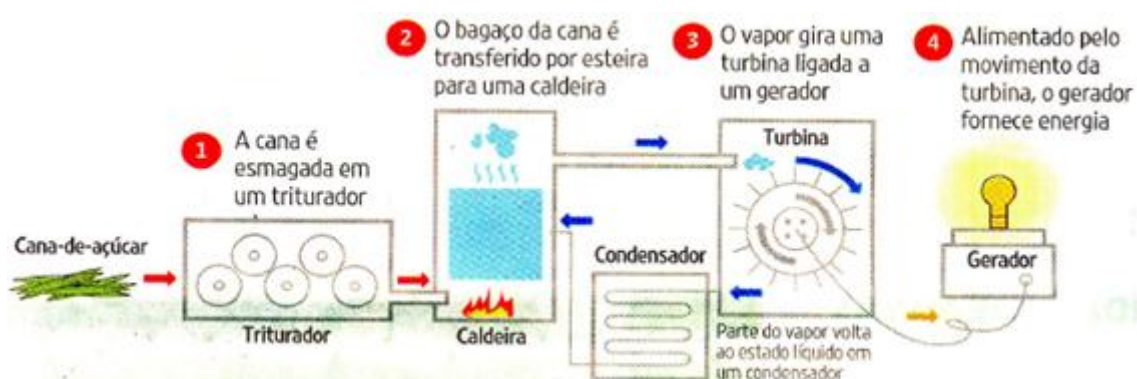 1
A cana é
esmagada em
um triturador
2
O bagaço da cana é
transferido por esteira
para uma caldeira
3
O vapor gira uma
turbina ligada a
um gerador
4
Alimentado pelo
movimento da
turbina, o gerador
fornece energia
Cana-de-açúcar
Triturador
Caldeira
Condensador
Turbina
Gerador
Parte do vapor volta
ao estado líquido em
um condensador